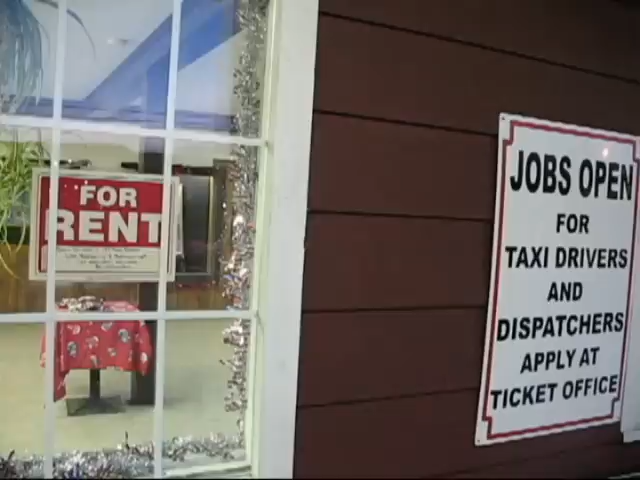 FOR
RENT
JOBS OPEN
FOR
TAXI DRIVERS
AND
DISPATCHERS
APPLY AT
TICKET OFFICE